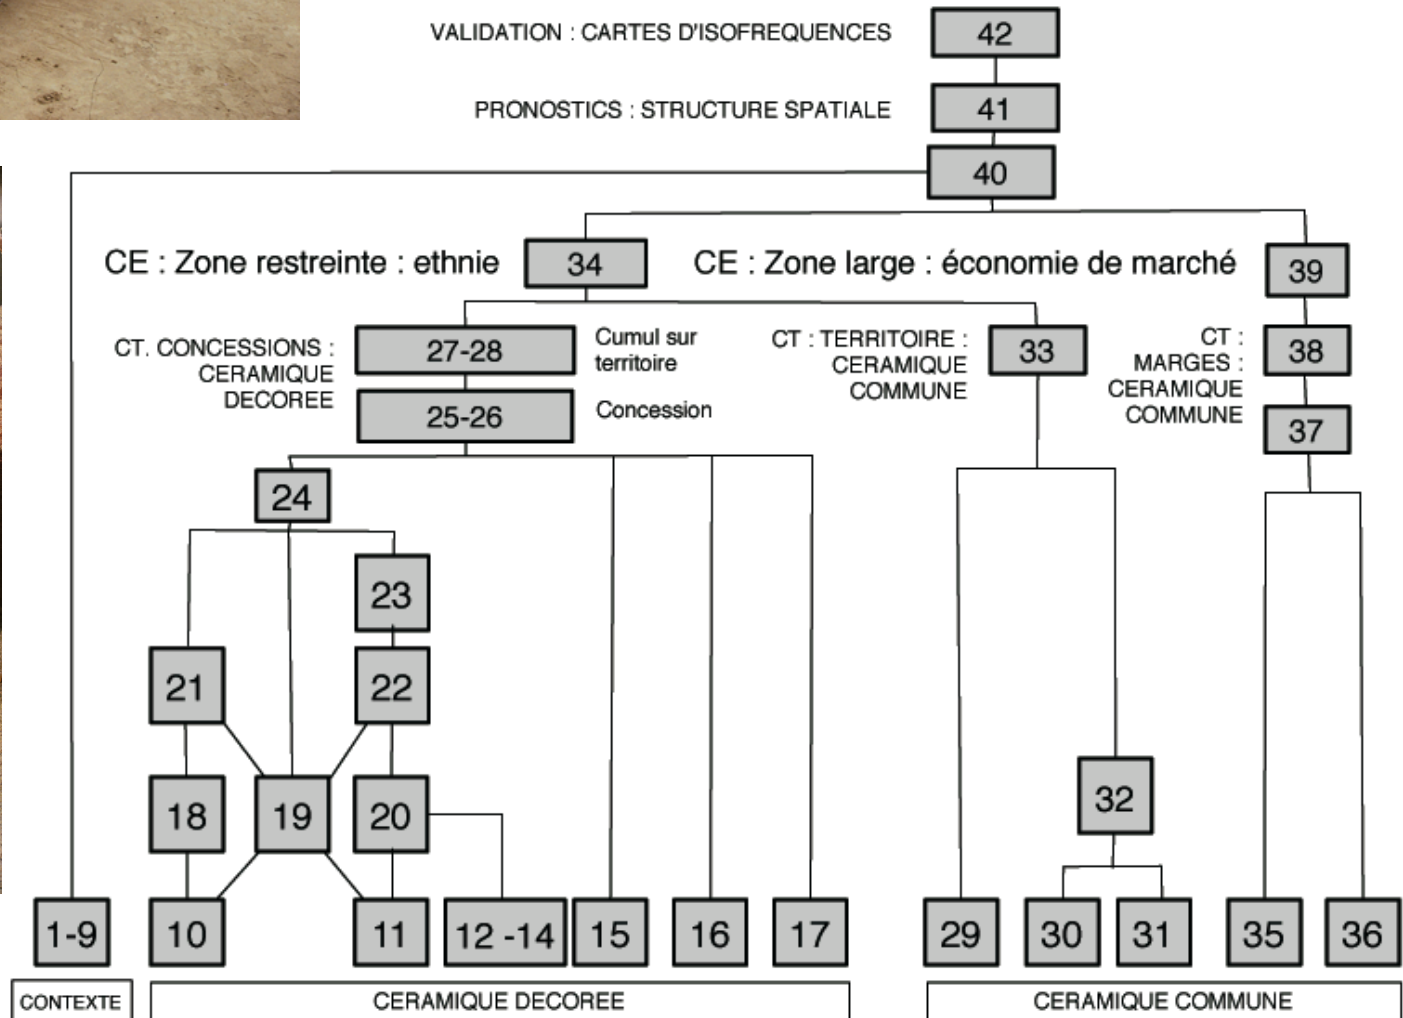 VALIDATION : CARTES D'ISOFREQUENCES
42
PRONOSTICS : STRUCTURE SPATIALE
41
40
CE : Zone restreinte : ethnie
34
CE : Zone large : économie de marché
39
CT. CONCESSIONS :
CERAMIQUE
DECOREE
27-28
Cumul sur
territoire
25-26
Concession
CT : TERRITOIRE :
CERAMIQUE
COMMUNE
33
CT :
MARGES :
CERAMIQUE
COMMUNE
38
37
24
23
21
22
18
19
20
32
1-9
10
11
12 -14
15
16
17
29
30
31
35
36
CONTEXTE
CERAMIQUE DECOREE
CERAMIQUE COMMUNE